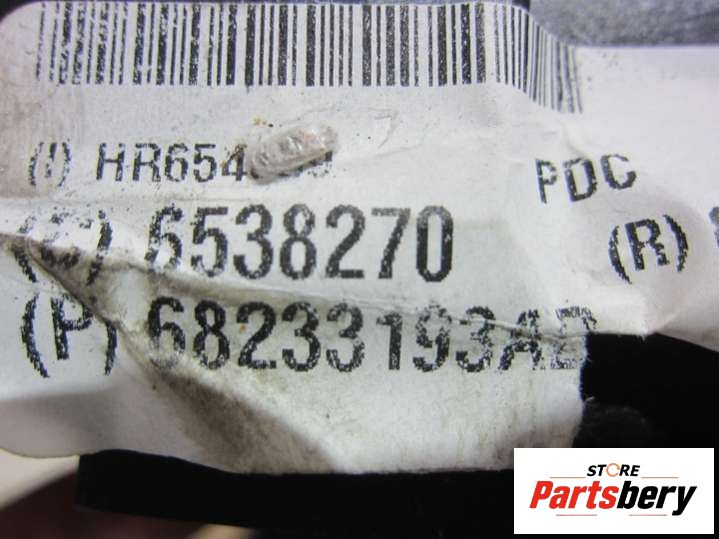 (I) HR654
PDC
(S) 6538270
(R)
(P) 68233193A
STORE
Partsbery